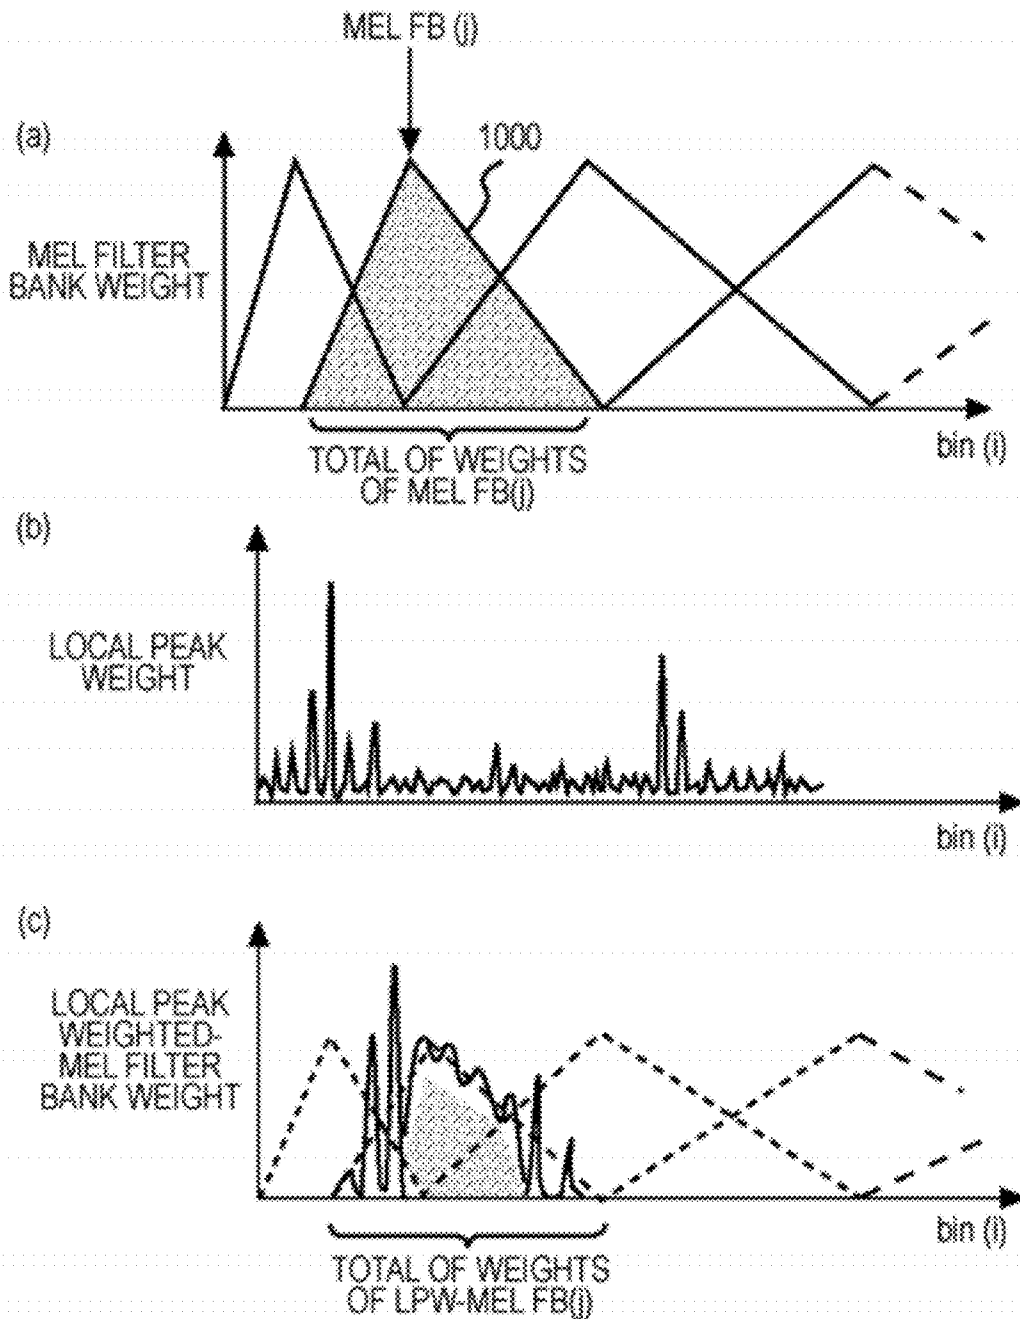 MEL FB (j)
(a)
1000
MEL FILTER
BANK WEIGHT
bin (i)
TOTAL OF WEIGHTS
OF MEL FB(j)
(b)
LOCAL PEAK
WEIGHT
bin (i)
(c)
LOCAL PEAK
WEIGHTED-
MEL FILTER
BANK WEIGHT
bin (i)
TOTAL OF WEIGHTS
OF LPW-MEL FB(j)